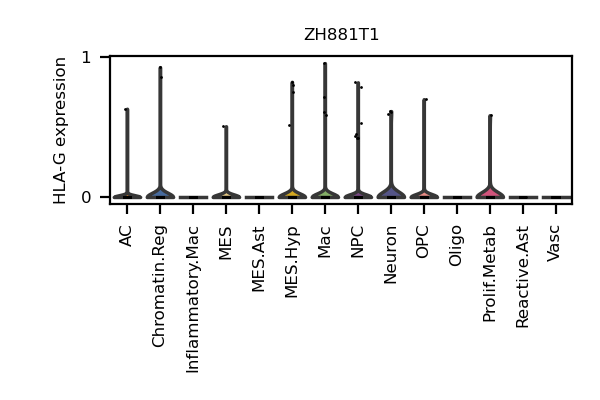 ZH881T1
HLA-G expression
1
0
AC
Chromatin.Reg
Inflammatory.Mac
MES
MES.Ast
MES.Hyp
Mac
NPC
Neuron
OPC
Oligo
Prolif.Metab
Reactive.Ast
Vasc